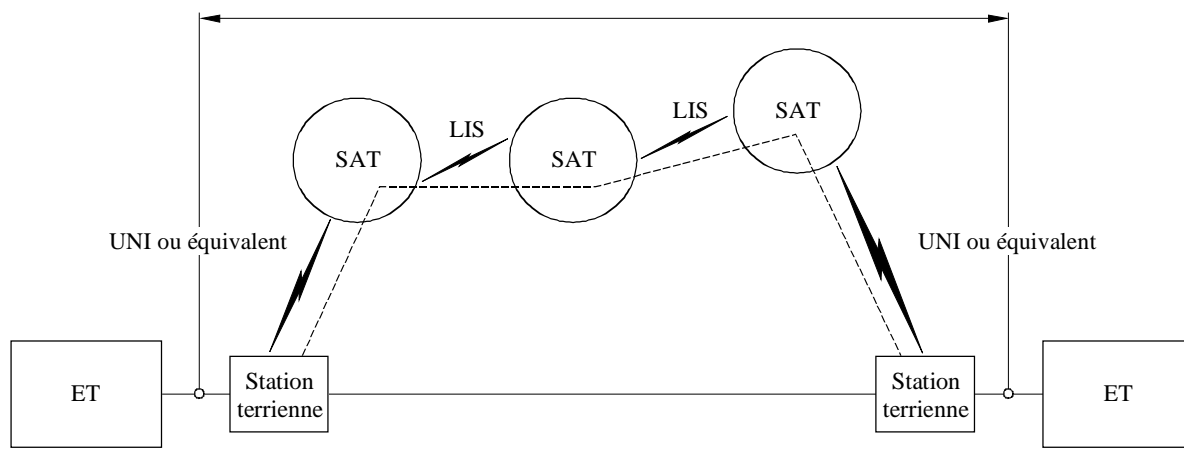 SAT
LIS
SAT
LIS
SAT
UNI ou équivalent
UNI ou équivalent
ET
Station
terrienne
Station
terrienne
ET